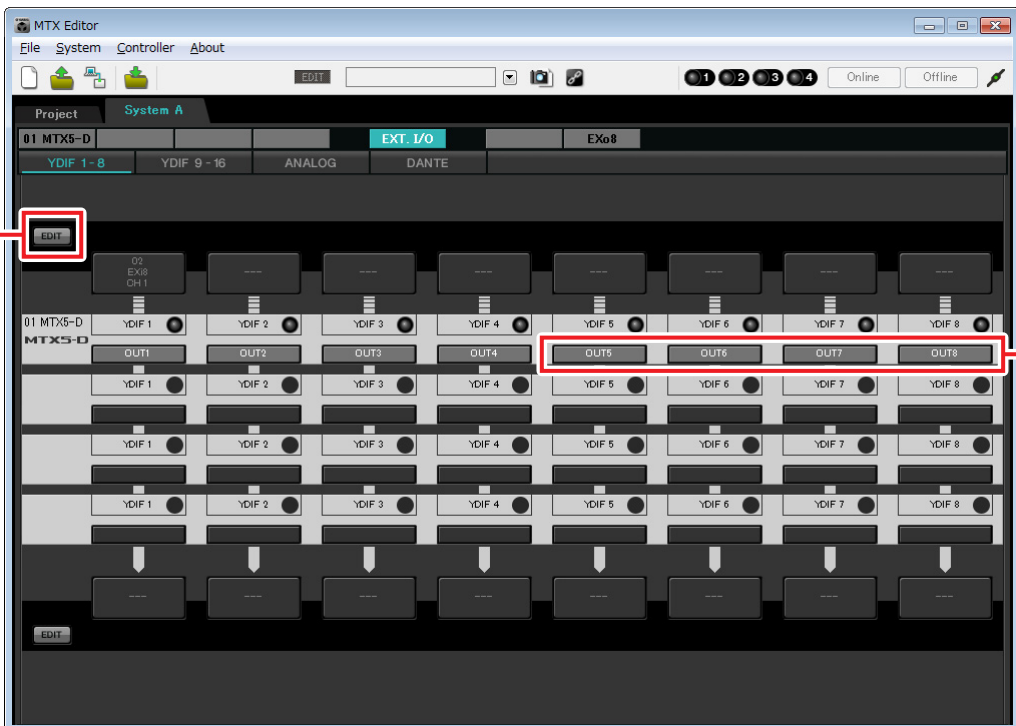 MTX Editor
File System Controller About
EDIT 1 2 3 4 Online Offline
Project System A
01 MTX5-D EXT. I/O EXo8
YDIF 1-8 YDIF 9-16 ANALOG DANTE
EDIT
02
EXi8
CH 1
--- --- --- --- --- --- ---
01 MTX5-D YDIF 1 YDIF 2 YDIF 3 YDIF 4 YDIF 5 YDIF 6 YDIF 7 YDIF 8
MTX5-D OUT1 OUT2 OUT3 OUT4 OUT5 OUT6 OUT7 OUT8
YDIF 1 YDIF 2 YDIF 3 YDIF 4 YDIF 5 YDIF 6 YDIF 7 YDIF 8
YDIF 1 YDIF 2 YDIF 3 YDIF 4 YDIF 5 YDIF 6 YDIF 7 YDIF 8
YDIF 1 YDIF 2 YDIF 3 YDIF 4 YDIF 5 YDIF 6 YDIF 7 YDIF 8
--- --- --- --- --- --- --- ---
EDIT